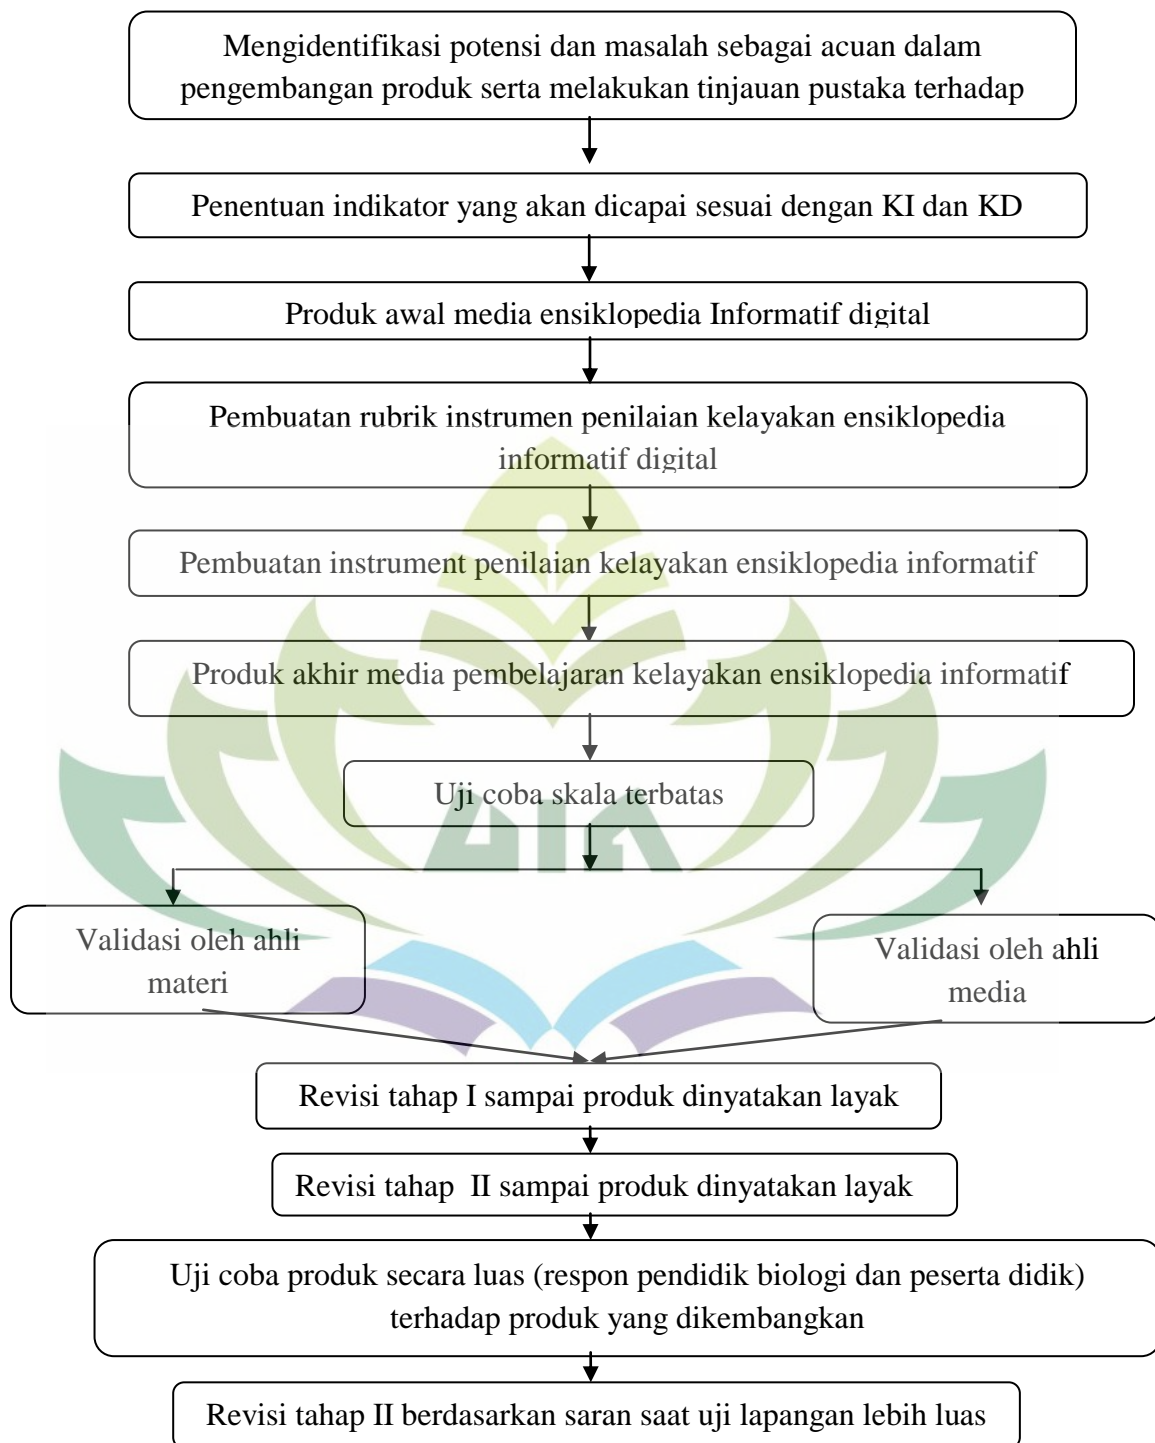 Mengidentifikasi potensi dan masalah sebagai acuan dalam
pengembangan produk serta melakukan tinjauan pustaka terhadap
Penentuan indikator yang akan dicapai sesuai dengan KI dan KD
Produk awal media ensiklopedia Informatif digital
Pembuatan rubrik instrumen penilaian kelayakan ensiklopedia
informatif digital
Pembuatan instrument penilaian kelayakan ensiklopedia informatif
Produk akhir media pembelajaran kelayakan ensiklopedia informatif
Uji coba skala terbatas
Validasi oleh ahli
materi
Validasi oleh ahli
media
Revisi tahap I sampai produk dinyatakan layak
Revisi tahap  II sampai produk dinyatakan layak
Uji coba produk secara luas (respon pendidik biologi dan peserta didik)
terhadap produk yang dikembangkan
Revisi tahap II berdasarkan saran saat uji lapangan lebih luas